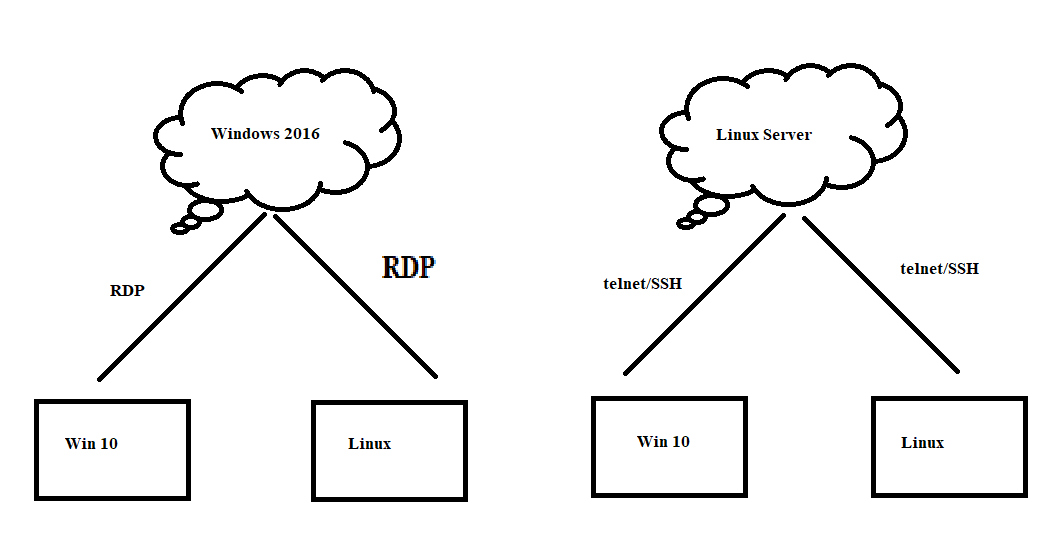 Windows 2016
RDP
RDP
Win 10
Linux
Linux Server
telnet/SSH
telnet/SSH
Win 10
Linux